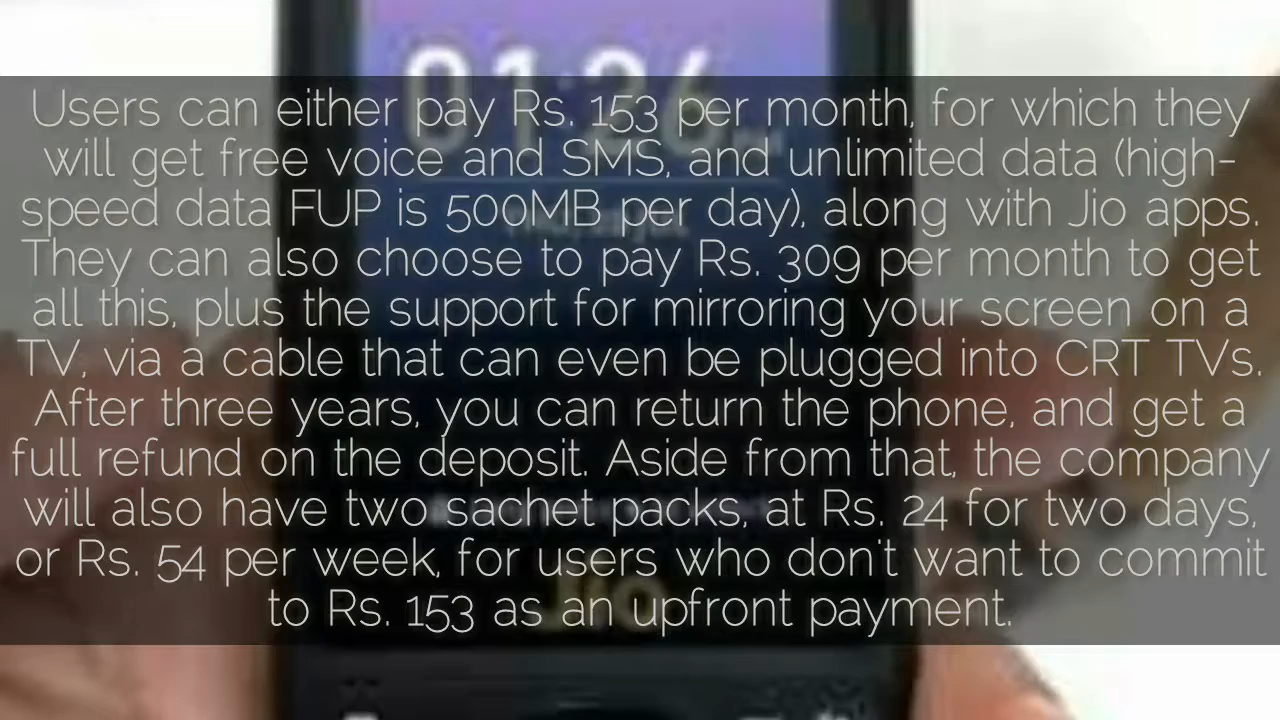 01:26
Users can either pay Rs. 153 per month, for which they
will get free voice and SMS, and unlimited data (high-
speed data FUP is 500MB per day), along with Jio apps.
They can also choose to pay Rs. 309 per month to get
all this, plus the support for mirroring your screen on a
TV, via a cable that can even be plugged into CRT TVs.
After three years, you can return the phone, and get a
full refund on the deposit. Aside from that, the company
will also have two sachet packs, at Rs. 24 for two days,
or Rs. 54 per week, for users who don't want to commit
to Rs. 153 as an upfront payment.
Jio